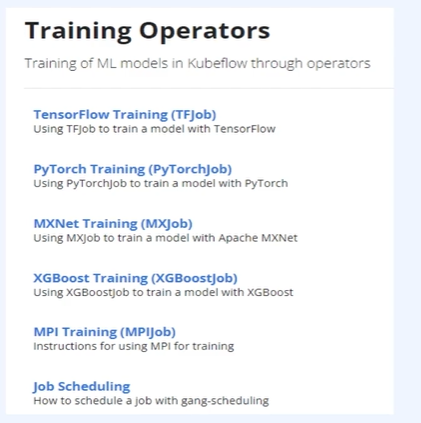 Training Operators
Training of ML models in Kubeflow through operators
TensorFlow Training (TFJob)
Using TFJob to train a model with TensorFlow
PyTorch Training (PyTorchJob)
Using PyTorchJob to train a model with PyTorch
MXNet Training (MXJob)
Using MXJob to train a model with Apache MXNet
XGBoost Training (XGBoostJob)
Using XGBoostJob to train a model with XGBoost
MPI Training (MPIJob)
Instructions for using MPI for training
Job Scheduling
How to schedule a job with gang-scheduling